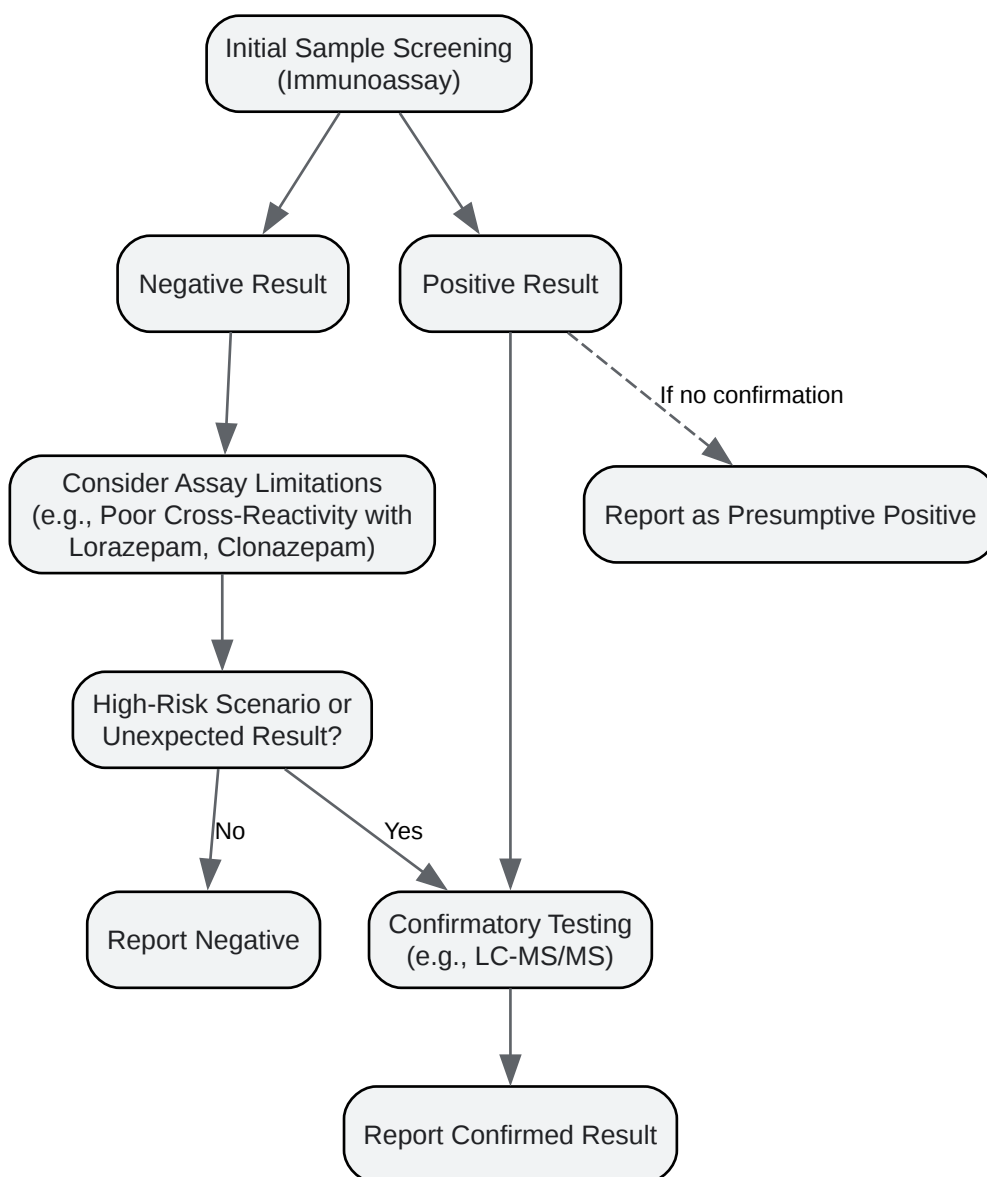 Initial Sample Screening
(Immunoassay)
Negative Result
Positive Result
If no confirmation
Consider Assay Limitations
(e.g., Poor Cross-Reactivity with
Lorazepam, Clonazepam)
Report as Presumptive Positive
High-Risk Scenario or
Unexpected Result?
No
Yes
Report Negative
Confirmatory Testing
(e.g., LC-MS/MS)
Report Confirmed Result